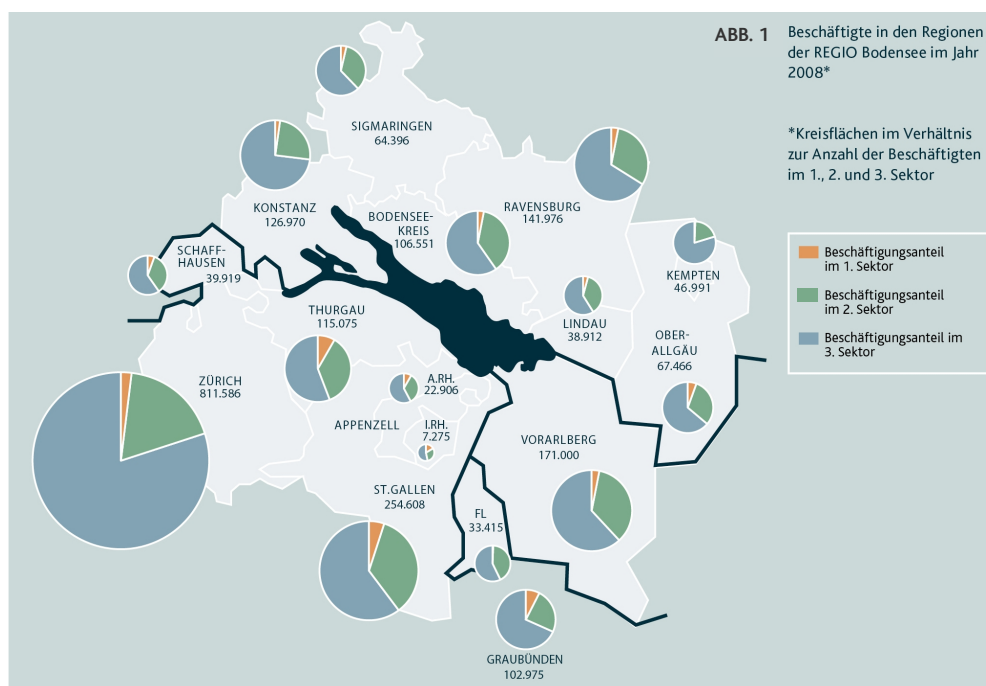 ABB. 1
Beschäftigte in den Regionen
der REGIO Bodensee im Jahr
2008*
*Kreisflächen im Verhältnis
zur Anzahl der Beschäftigten
im 1., 2. und 3. Sektor
Beschäftigungsanteil
im 1. Sektor
Beschäftigungsanteil
im 2. Sektor
Beschäftigungsanteil im
3. Sektor
SIGMARINGEN
64.396
KONSTANZ
126.970
BODENSEE-
KREIS
106.551
RAVENSBURG
141.976
SCHAFF-
HAUSEN
39.919
KEMPTEN
46.991
THURGAU
115.075
LINDAU
38.912
OBER-
ALLGÄU
67.466
ZÜRICH
811.586
A.RH.
22.906
APPENZELL
I.RH.
7.275
VORARLBERG
171.000
ST.GALLEN
254.608
FL
33.415
GRAUBÜNDEN
102.975